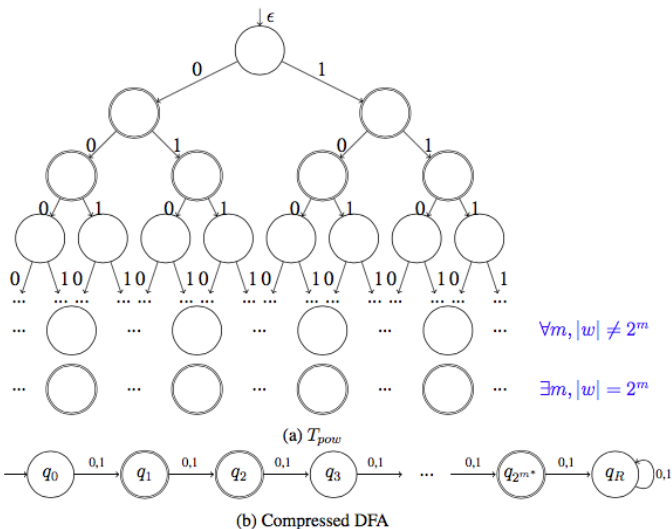 ϵ
0 1
0 1 0 1
0 1 0 1 0 1 0 1
0 1 0 1 0 1 0 1 0 1 0 1 0 1 0 1
... ... ... ... ... ... ... ... ... ... ... ... ... ... ... ...
... ... ... ... ... ∀m, |w| ≠ 2^m
... ... ... ... ... ∃m, |w| = 2^m
(a) T_pow
q_0 0,1 q_1 0,1 q_2 0,1 q_3 0,1 ... 0,1 q_{2^{m*}} 0,1 q_R 0,1
(b) Compressed DFA